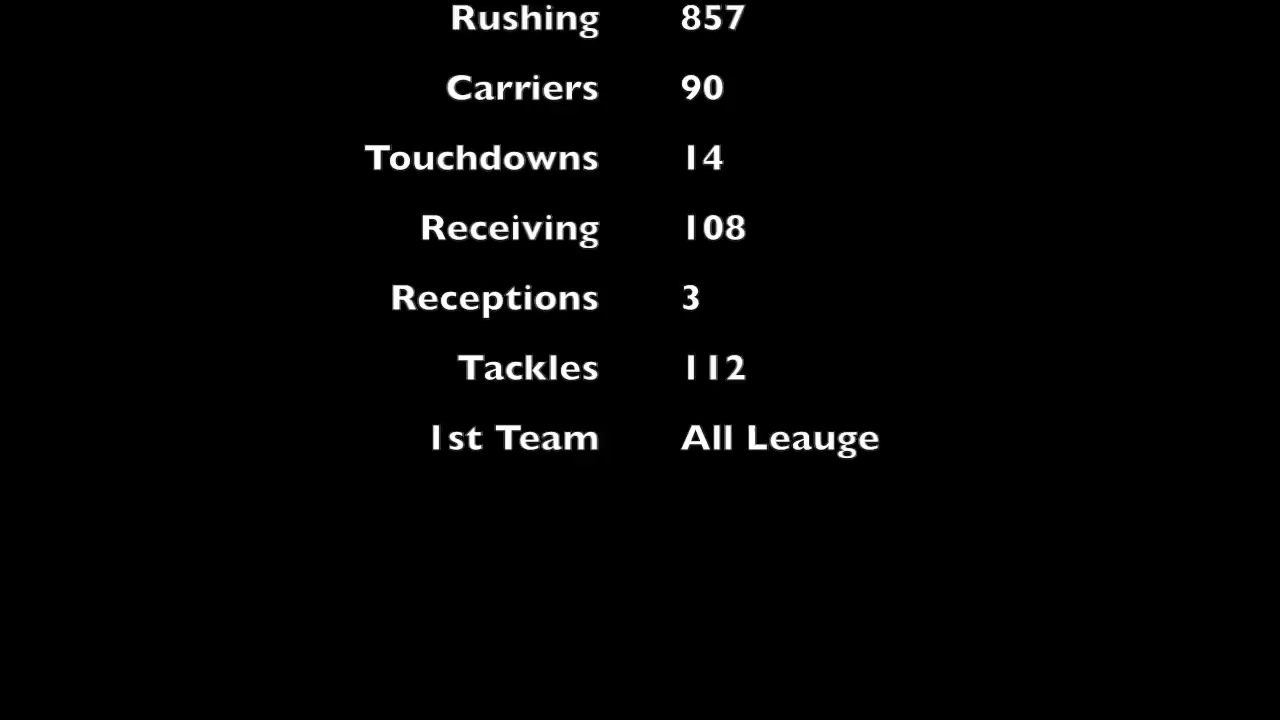 Rushing 857
Carriers 90
Touchdowns 14
Receiving 108
Receptions 3
Tackles 112
1st Team All Leauge